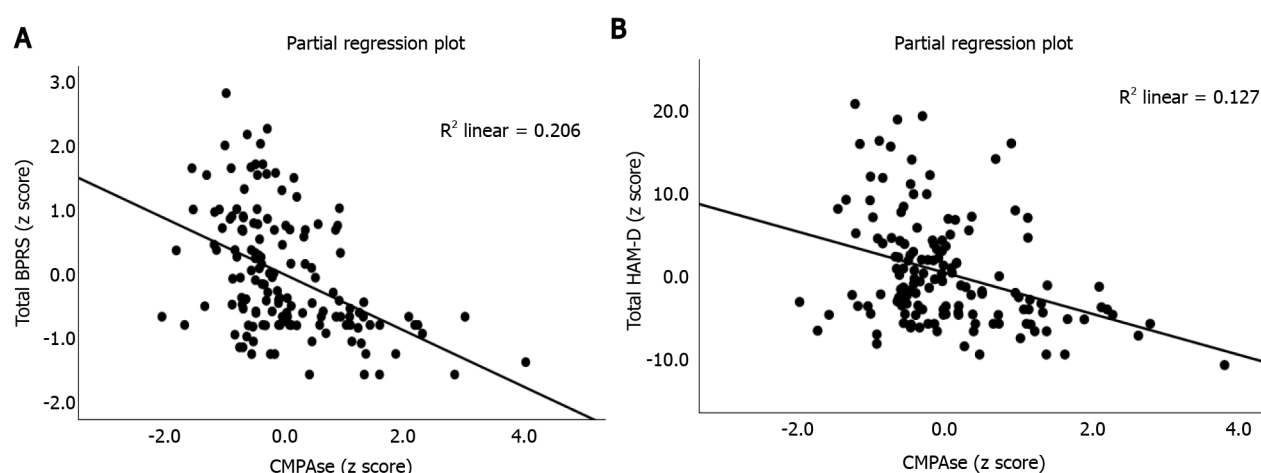 A
Partial regression plot
R² linear = 0.206
Total BPRS (z score)
3.0
2.0
1.0
0.0
-1.0
-2.0
-2.0 0.0 2.0 4.0
CMPAse (z score)
B
Partial regression plot
R² linear = 0.127
Total HAM-D (z score)
20.0
10.0
0.0
-10.0
-2.0 0.0 2.0 4.0
CMPAse (z score)